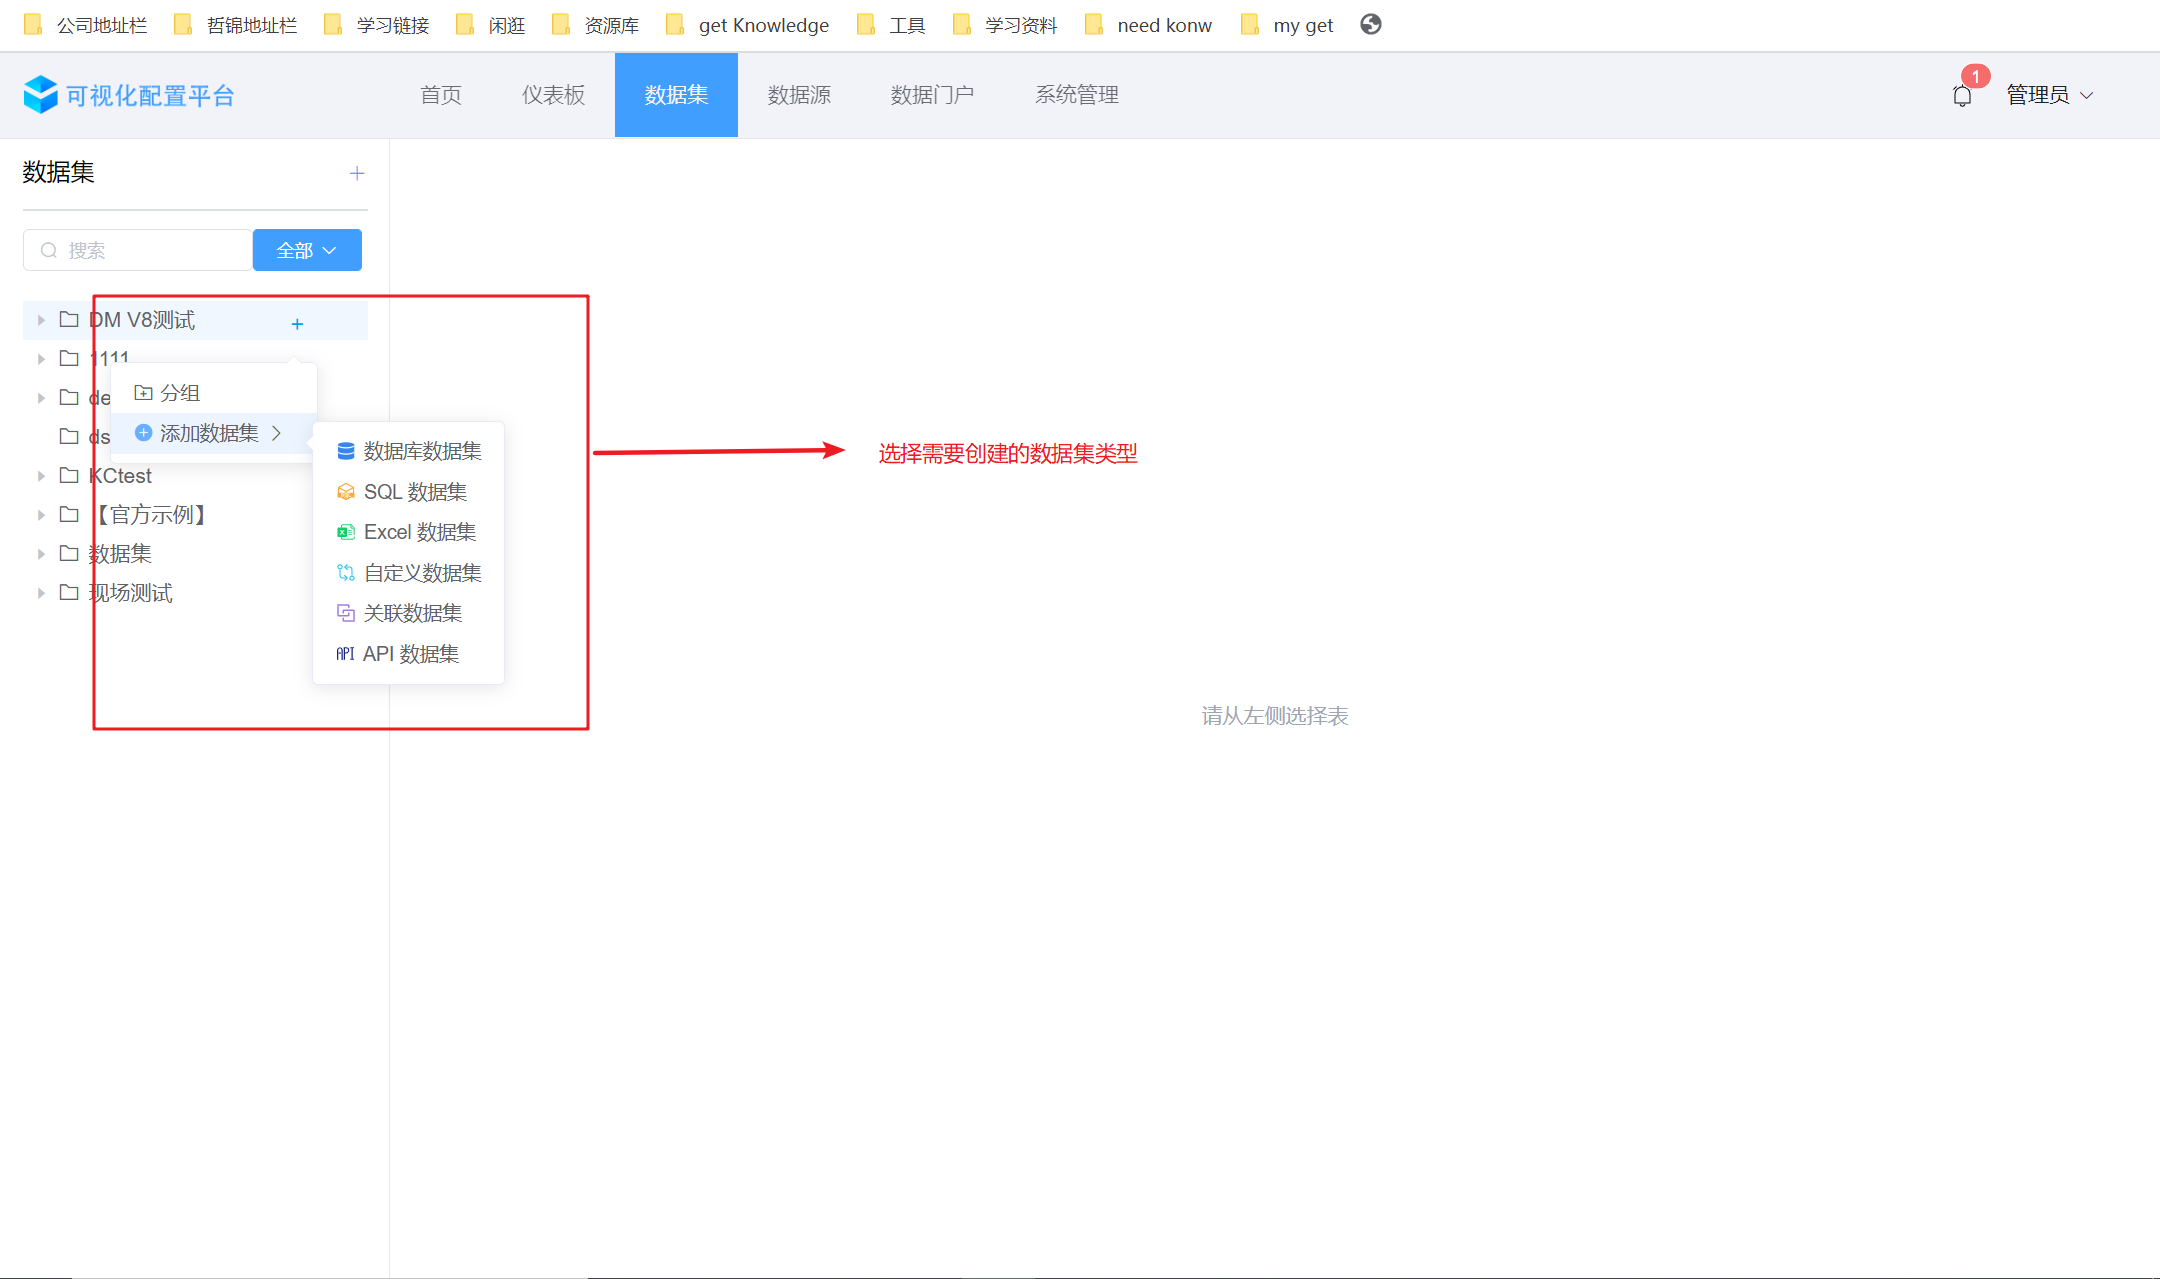 公司地址栏 哲锦地址栏 学习链接 闲逛 资源库 get Knowledge 工具 学习资料 need konw my get
可视化配置平台 首页 仪表板 数据集 数据源 数据门户 系统管理 1 管理员
数据集
搜索 全部
DM V8测试
1111
分组
de
添加数据集
ds
数据库数据集
选择需要创建的数据集类型
KCtest
SQL 数据集
【官方示例】
Excel 数据集
数据集
自定义数据集
现场测试
关联数据集
API API 数据集
请从左侧选择表